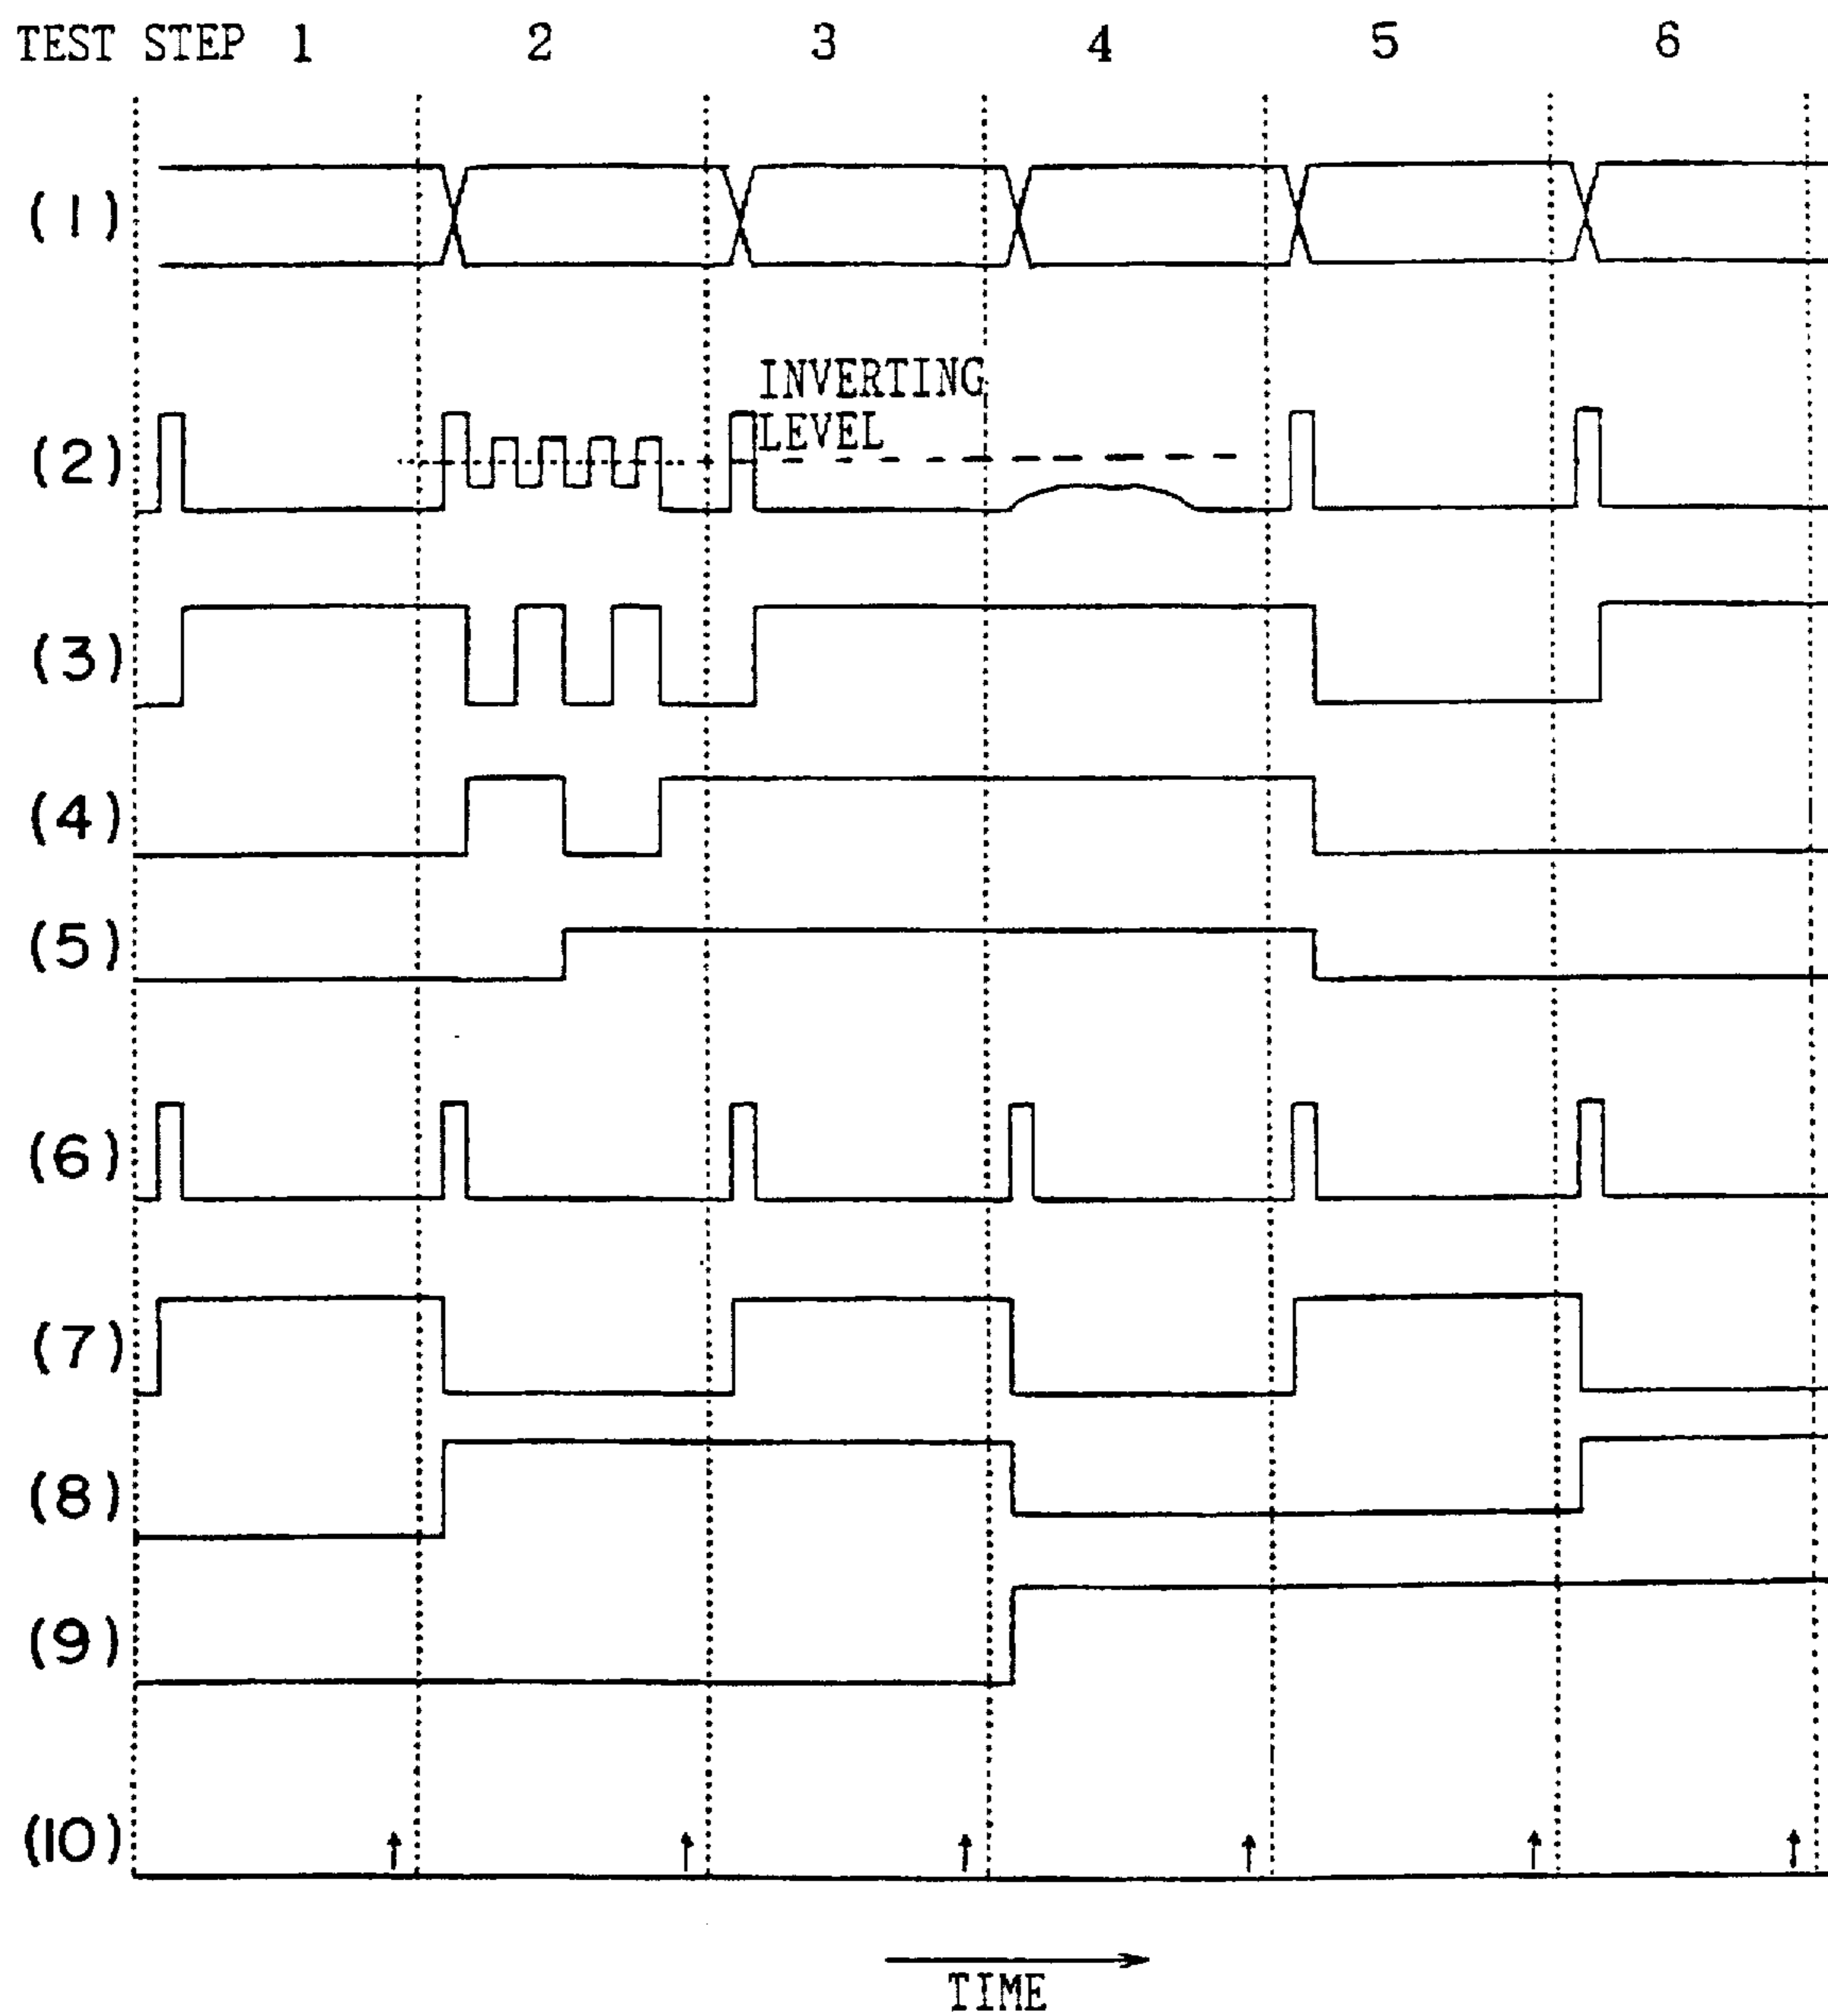 TEST STEP 1 2 3 4 5 6
(1)
INVERTING
LEVEL
(2)
(3)
(4)
(5)
(6)
(7)
(8)
(9)
(10)
TIME